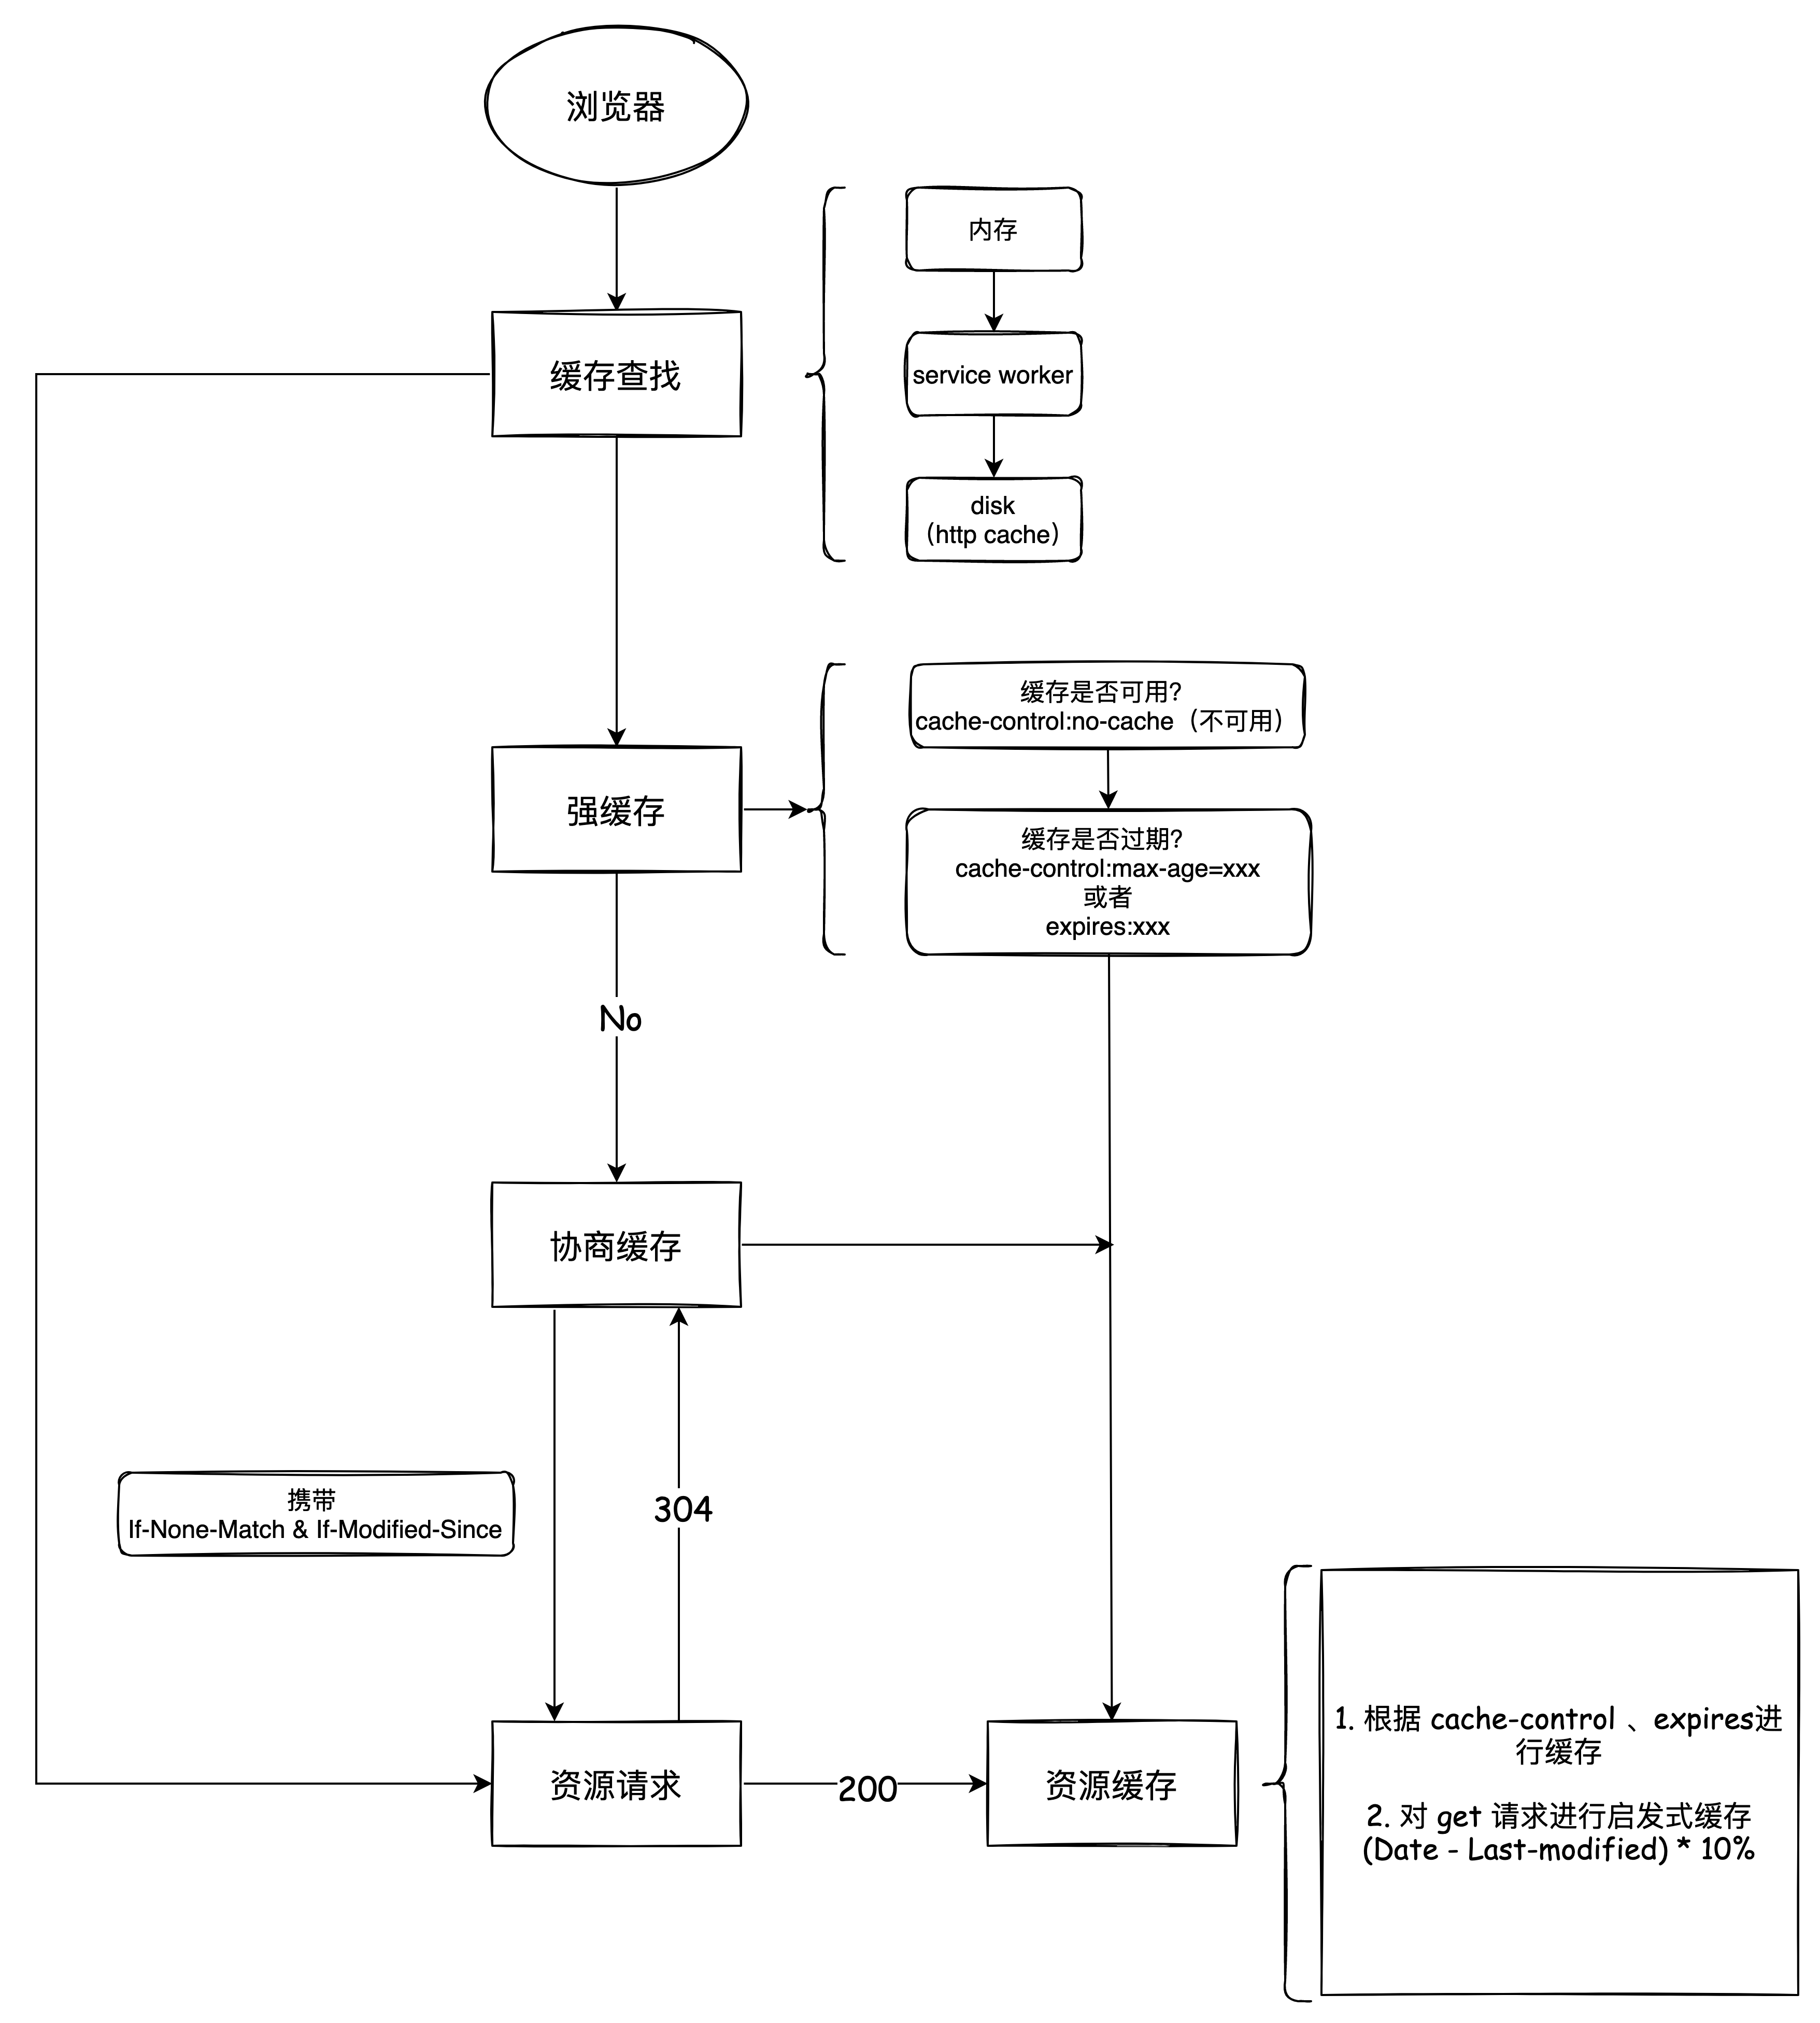 浏览器
内存
缓存查找
service worker
disk
（http cache）
缓存是否可用?
cache-control:no-cache（不可用）
强缓存
缓存是否过期?
cache-control:max-age=xxx
或者
expires:xxx
No
协商缓存
携带
If-None-Match & If-Modified-Since
304
资源请求
200
资源缓存
1. 根据 cache-control 、expires进
行缓存
2. 对 get 请求进行启发式缓存
(Date - Last-modified) * 10%